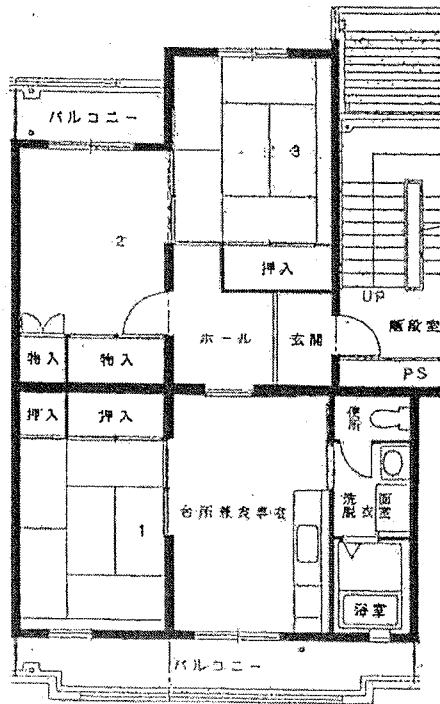 バルコニー
3
2
押入
UP
ホール
玄関
階段室
物入
物入
PS
押入
押入
便所
台所兼食事室
洗面
脱衣室
1
浴室
バルコニー